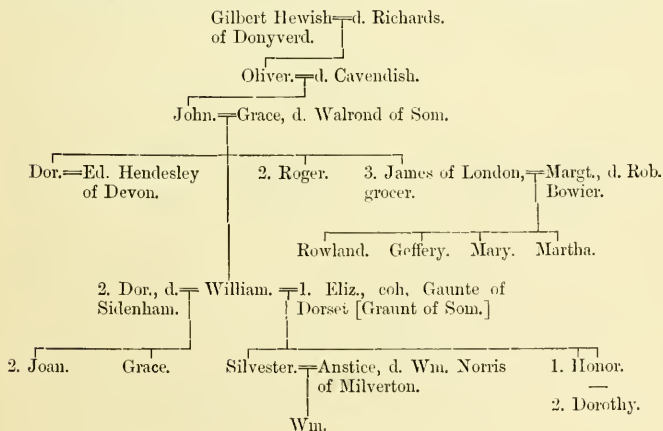 Gilbert Hewish=d. Richards.
of Donyverd.
Oliver.=d. Cavendish.
John.=Grace, d. Walrond of Som.
Dor.=Ed. Hendesley
of Devon.
2. Roger.
3. James of London,=Margt., d. Rob.
grocer. Bowier.
Rowland. Geffery. Mary. Martha.
2. Dor., d.=William.=1. Eliz., coh. Gaunte of
Sidenham. Dorset [Graunt of Som.]
2. Joan. Grace. Silvester.=Anstice, d. Wm. Norris 1. Honor.
of Milverton. —
2. Dorothy.
Wm.